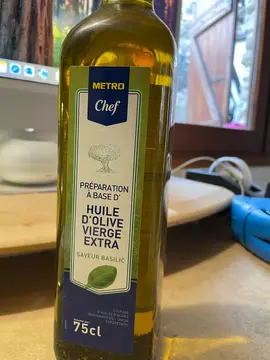 METRO
Chef
PRÉPARATION
À BASE D'
HUILE
D'OLIVE
VIERGE
EXTRA
SAVEUR BASILIC
75cl